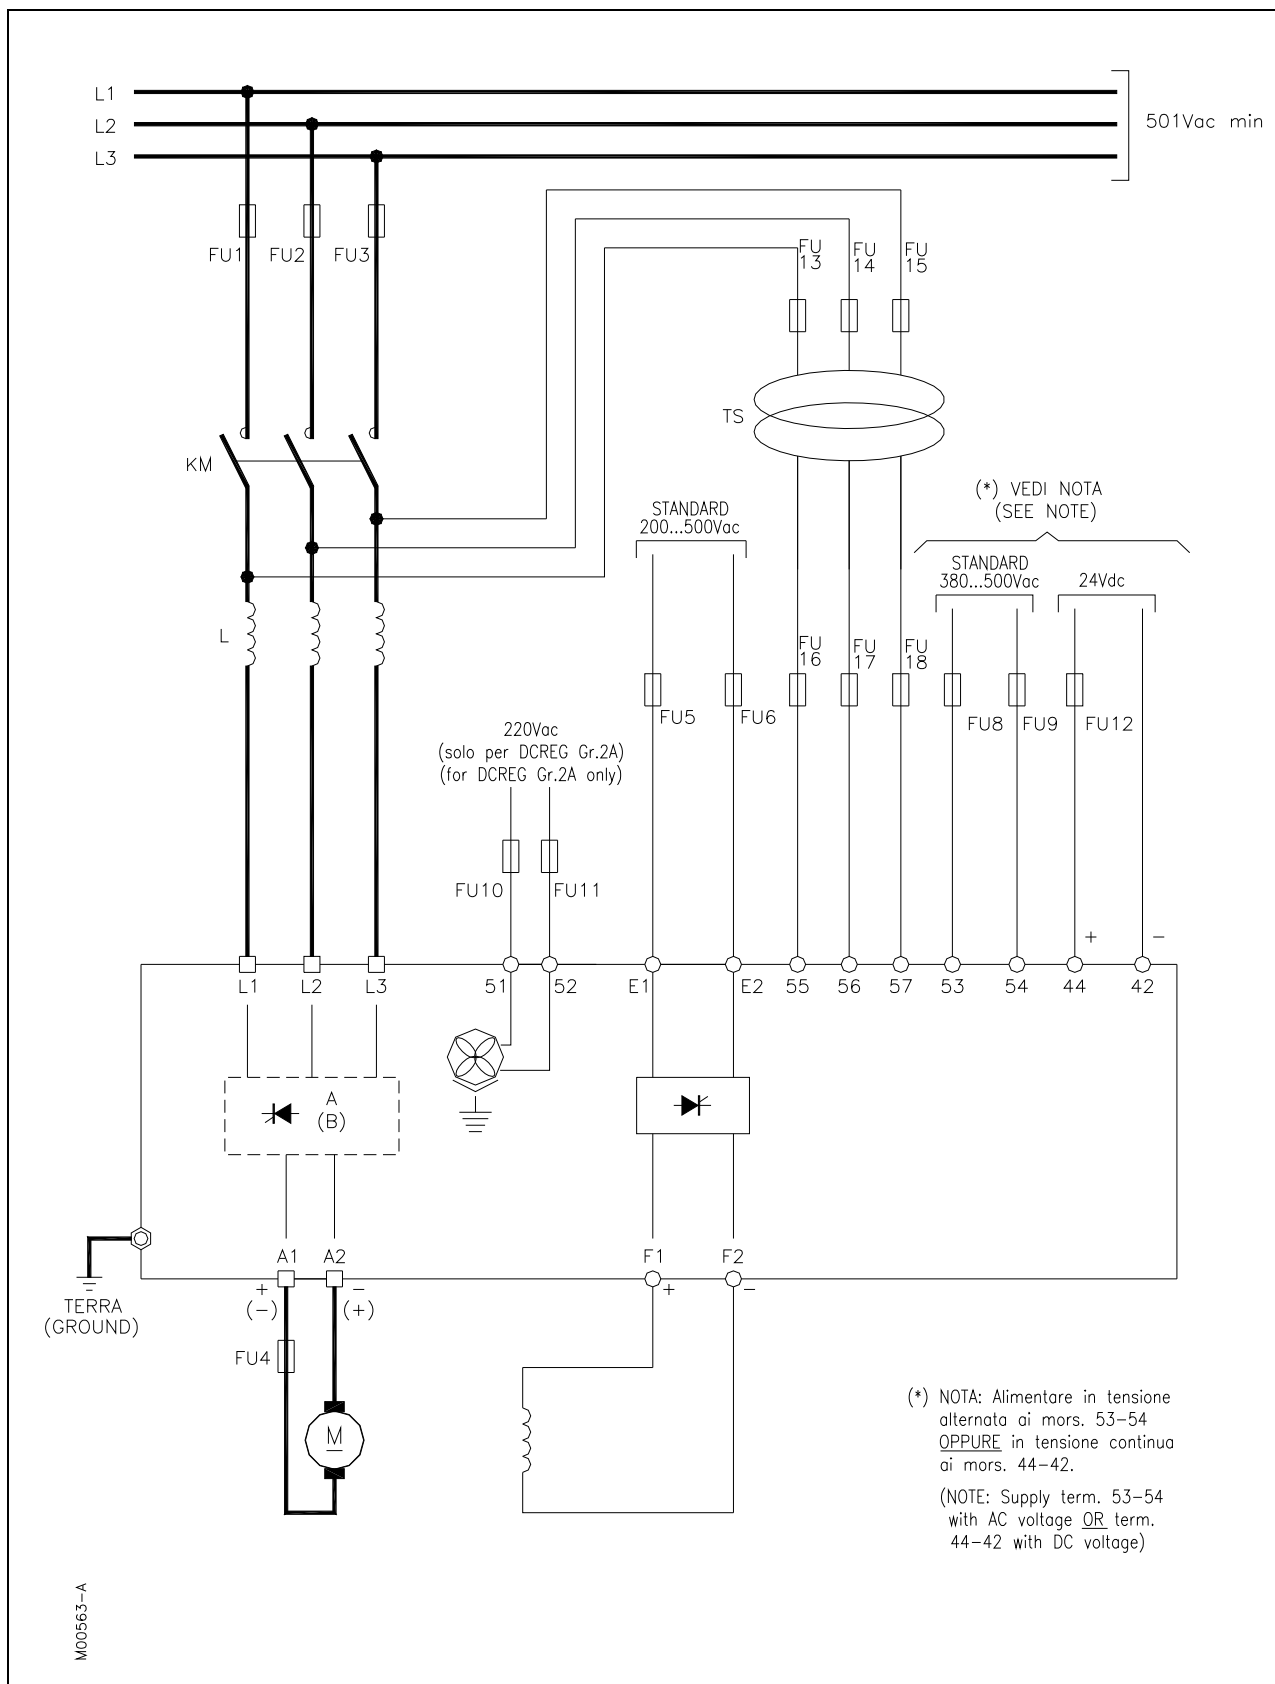 L1
L2
L3
501Vac min
FU1
FU2
FU3
FU
13
FU
14
FU
15
TS
KM
(*) VEDI NOTA
(SEE NOTE)
STANDARD
200...500Vac
STANDARD
380...500Vac
24Vdc
L
FU
16
FU
17
FU
18
FU5
FU6
FU8
FU9
FU12
220Vac
(solo per DCREG Gr.2A)
(for DCREG Gr.2A only)
FU10
FU11
+
−
L1
L2
L3
51
52
E1
E2
55
56
57
53
54
44
42
A
(B)
A1
A2
F1
F2
+
(−)
−
(+)
+
−
TERRA
(GROUND)
FU4
M
(*) NOTA: Alimentare in tensione
alternata ai mors. 53−54
OPPURE in tensione continua
ai mors. 44−42.
(NOTE: Supply term. 53−54
with AC voltage OR term.
44−42 with DC voltage)
M00563−A